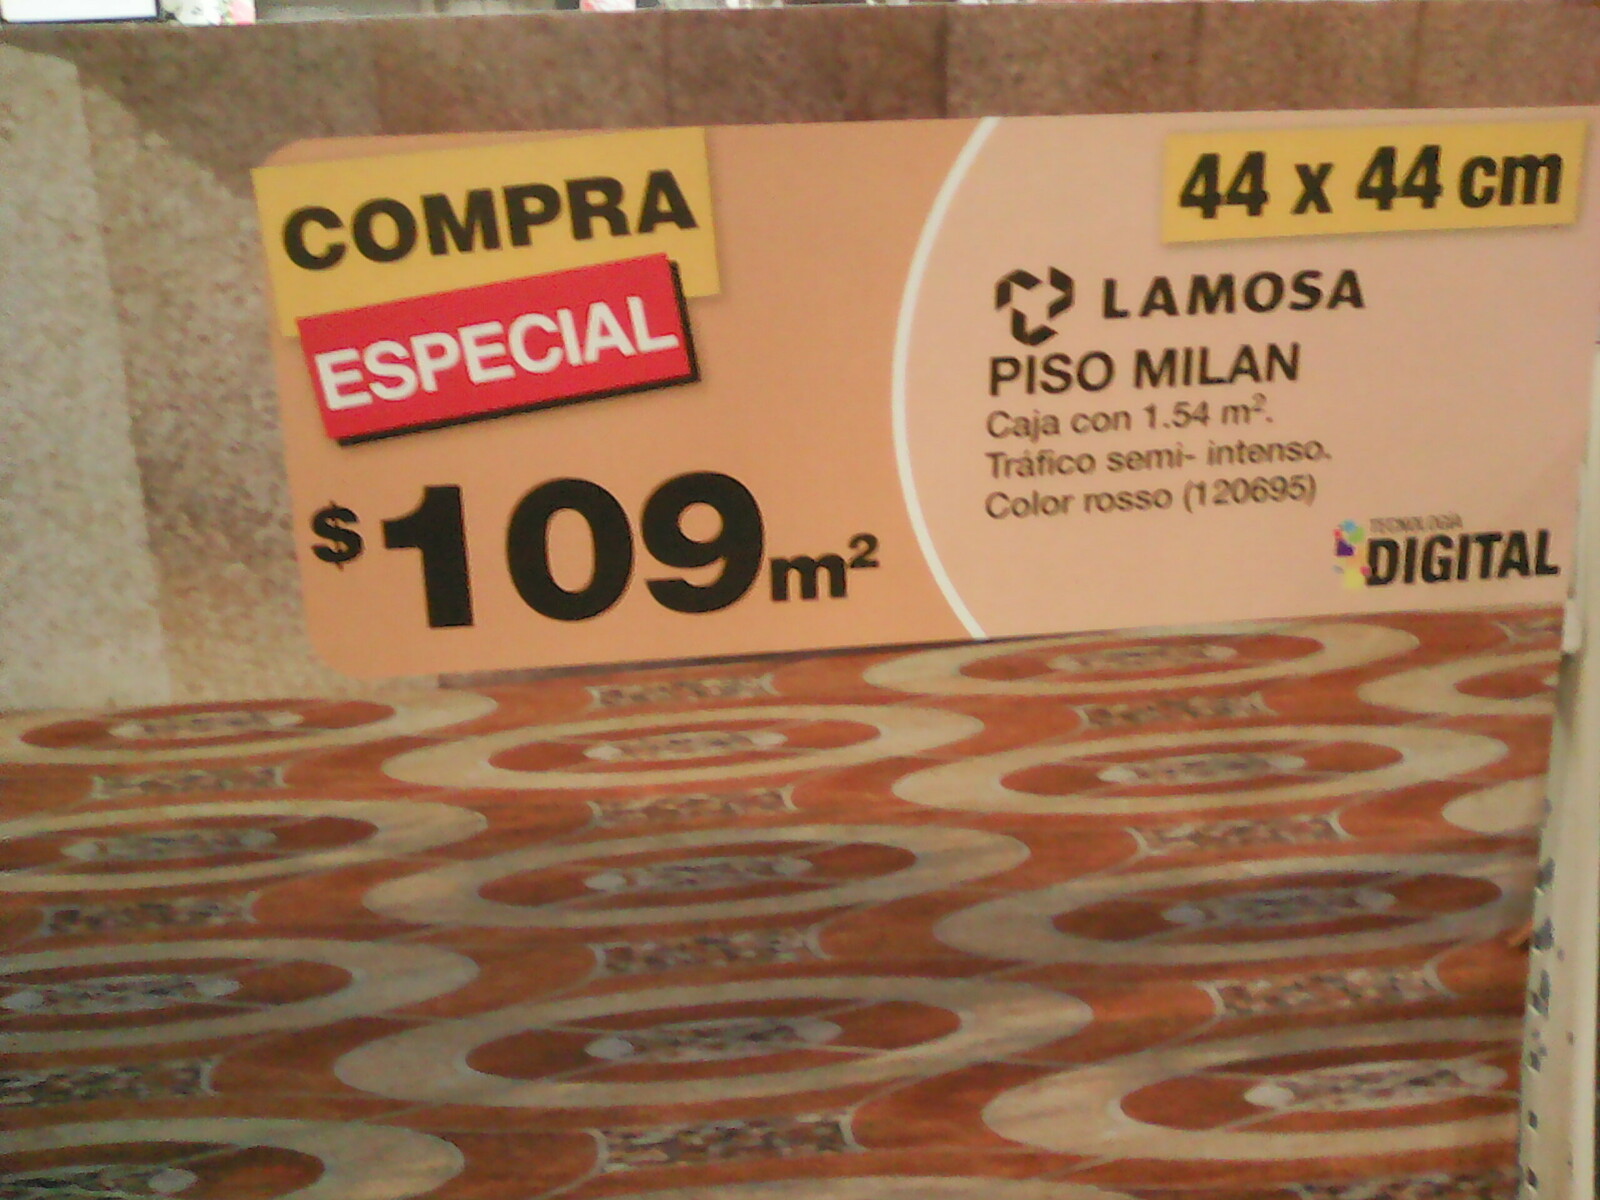 COMPRA
ESPECIAL
$109m²
44 x 44 cm
LAMOSA
PISO MILAN
Caja con 1.54 m².
Tráfico semi- intenso.
Color rosso (120695)
TECNOLOGÍA
DIGITAL